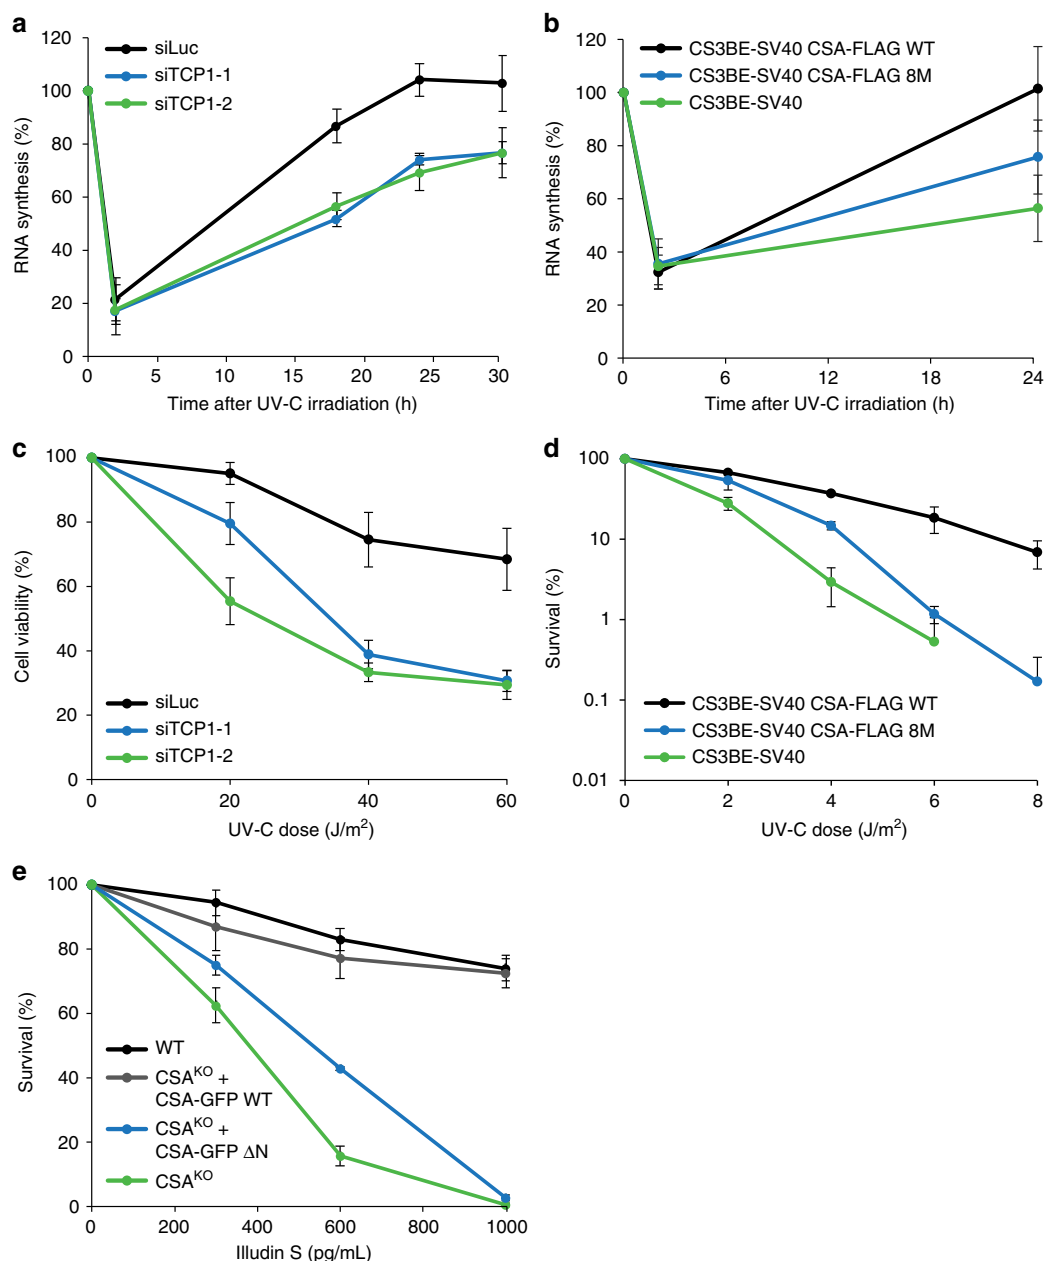 a
120
100
80
60
40
20
0
RNA synthesis (%)
siLuc
siTCP1-1
siTCP1-2
0 5 10 15 20 25 30
Time after UV-C irradiation (h)
b
120
100
80
60
40
20
0
RNA synthesis (%)
CS3BE-SV40 CSA-FLAG WT
CS3BE-SV40 CSA-FLAG 8M
CS3BE-SV40
0 6 12 18 24
Time after UV-C irradiation (h)
c
100
80
60
40
20
0
Cell viability (%)
siLuc
siTCP1-1
siTCP1-2
0 20 40 60
UV-C dose (J/m²)
d
100
10
1
0.1
0.01
Survival (%)
CS3BE-SV40 CSA-FLAG WT
CS3BE-SV40 CSA-FLAG 8M
CS3BE-SV40
0 2 4 6 8
UV-C dose (J/m²)
e
100
80
60
40
20
0
Survival (%)
WT
CSAᴷᴼ +
CSA-GFP WT
CSAᴷᴼ +
CSA-GFP ΔN
CSAᴷᴼ
0 200 400 600 800 1000
Illudin S (pg/mL)